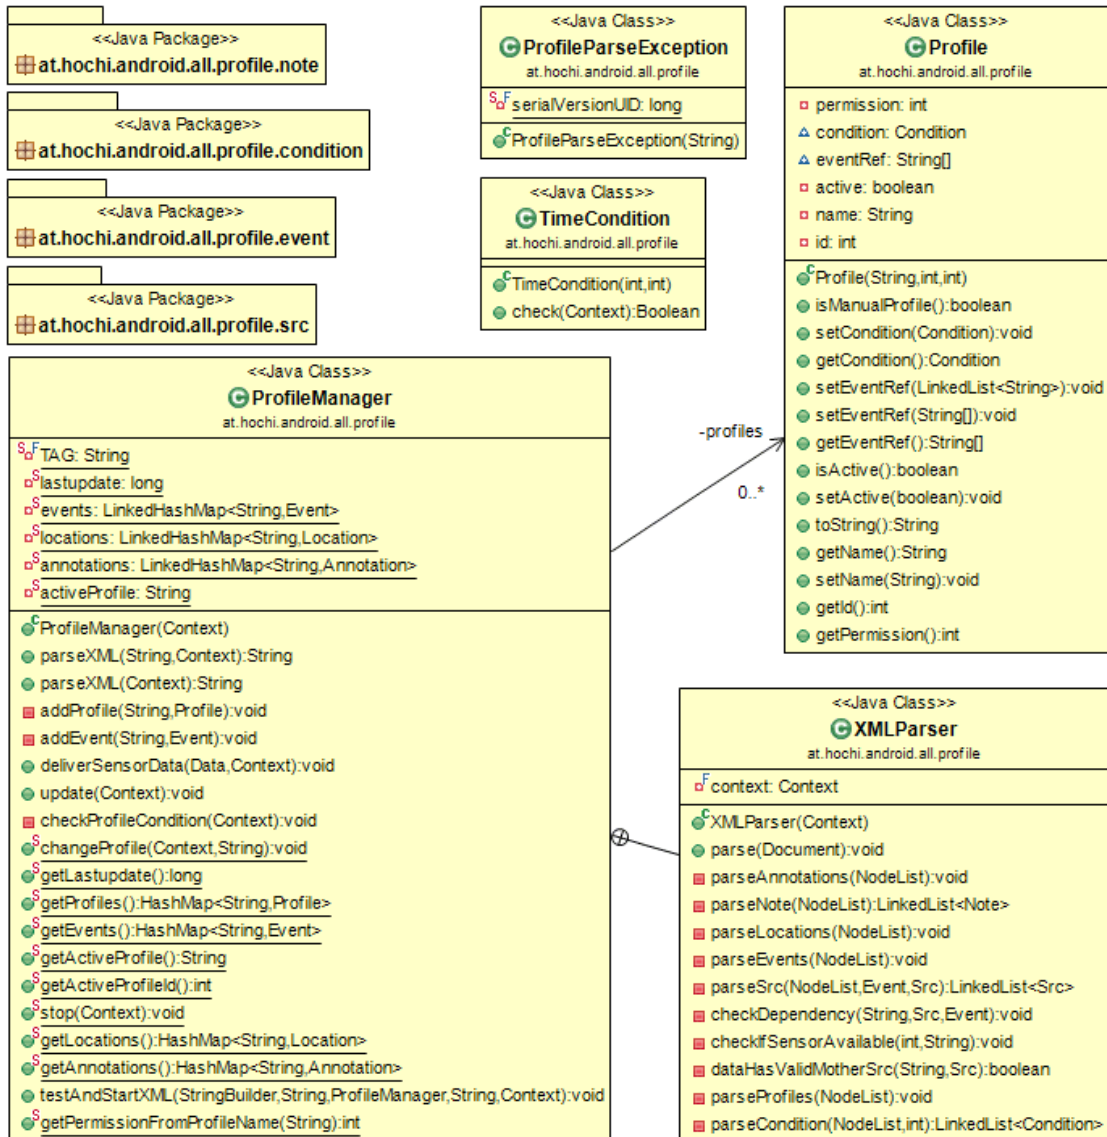 <<Java Package>>
at.hochi.android.all.profile.note
<<Java Package>>
at.hochi.android.all.profile.condition
<<Java Package>>
at.hochi.android.all.profile.event
<<Java Package>>
at.hochi.android.all.profile.src
<<Java Class>>
ProfileParseException
at.hochi.android.all.profile
serialVersionUID: long
ProfileParseException(String)
<<Java Class>>
TimeCondition
at.hochi.android.all.profile
TimeCondition(int,int)
check(Context):Boolean
<<Java Class>>
Profile
at.hochi.android.all.profile
permission: int
condition: Condition
eventRef: String[]
active: boolean
name: String
id: int
Profile(String,int,int)
isManualProfile():boolean
setCondition(Condition):void
getCondition():Condition
setEventRef(LinkedList<String>):void
setEventRef(String[]):void
getEventRef():String[]
isActive():boolean
setActive(boolean):void
toString():String
getName():String
setName(String):void
getId():int
getPermission():int
<<Java Class>>
ProfileManager
at.hochi.android.all.profile
TAG: String
lastupdate: long
events: LinkedHashMap<String,Event>
locations: LinkedHashMap<String,Location>
annotations: LinkedHashMap<String,Annotation>
activeProfile: String
ProfileManager(Context)
parseXML(String,Context):String
parseXML(Context):String
addProfile(String,Profile):void
addEvent(String,Event):void
deliverSensorData(Data,Context):void
update(Context):void
checkProfileCondition(Context):void
changeProfile(Context,String):void
getLastupdate():long
getProfiles():HashMap<String,Profile>
getEvents():HashMap<String,Event>
getActiveProfile():String
getActiveProfileId():int
stop(Context):void
getLocations():HashMap<String,Location>
getAnnotations():HashMap<String,Annotation>
testAndStartXML(StringBuilder,String,ProfileManager,String,Context):void
getPermissionFromProfileName(String):int
-profiles
0..*
<<Java Class>>
XMLParser
at.hochi.android.all.profile
context: Context
XMLParser(Context)
parse(Document):void
parseAnnotations(NodeList):void
parseNote(NodeList):LinkedList<Note>
parseLocations(NodeList):void
parseEvents(NodeList):void
parseSrc(NodeList,Event,Src):LinkedList<Src>
checkDependency(String,Src,Event):void
checkIfSensorAvailable(int,String):void
dataHasValidMotherSrc(String,Src):boolean
parseProfiles(NodeList):void
parseCondition(NodeList,int):LinkedList<Condition>